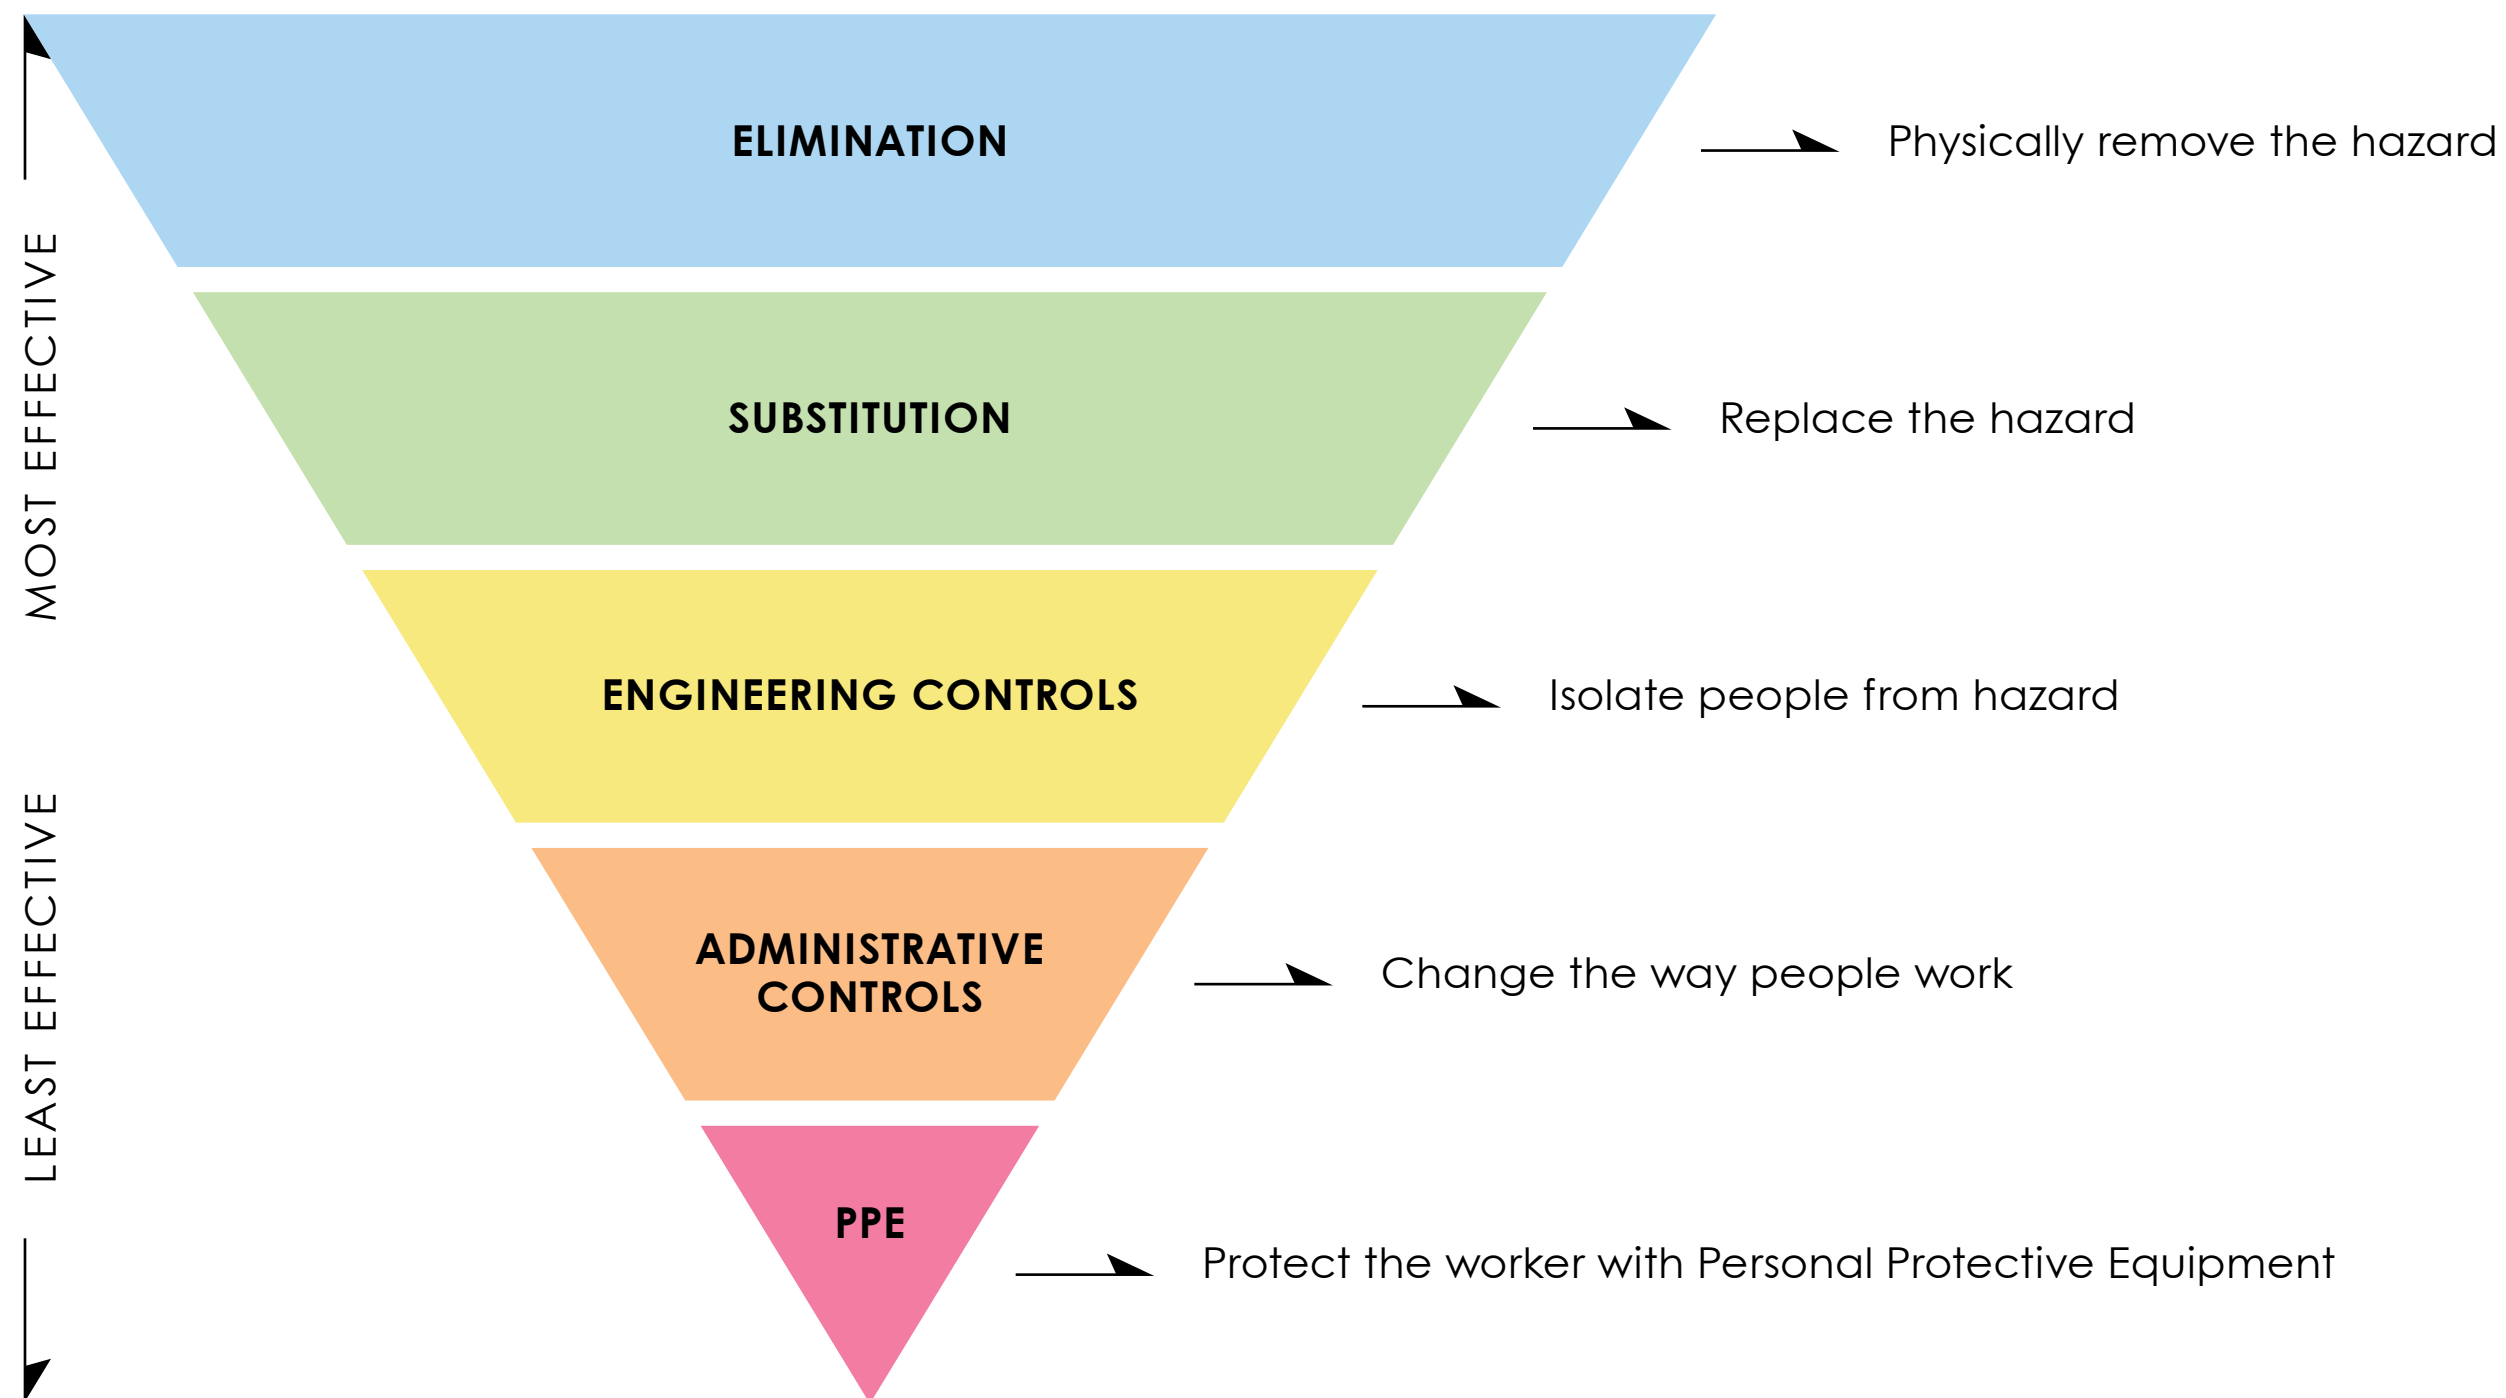 ELIMINATION
Physically remove the hazard
MOST EFFECTIVE
SUBSTITUTION
Replace the hazard
ENGINEERING CONTROLS
Isolate people from hazard
LEAST EFFECTIVE
ADMINISTRATIVE
CONTROLS
Change the way people work
PPE
Protect the worker with Personal Protective Equipment